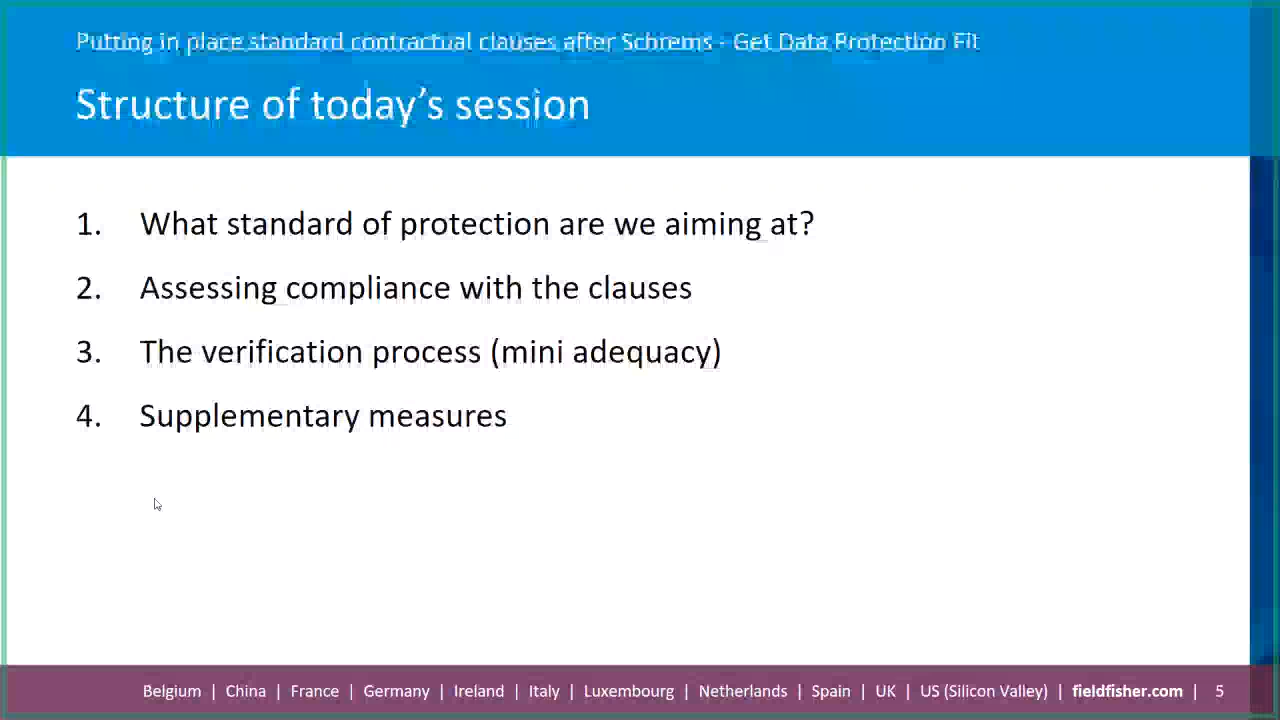 Putting in place standard contractual clauses after Schrems - Get Data Protection Fit
Structure of today's session
1. What standard of protection are we aiming at?
2. Assessing compliance with the clauses
3. The verification process (mini adequacy)
4. Supplementary measures
Belgium | China | France | Germany | Ireland | Italy | Luxembourg | Netherlands | Spain | UK | US (Silicon Valley) | fieldfisher.com | 5